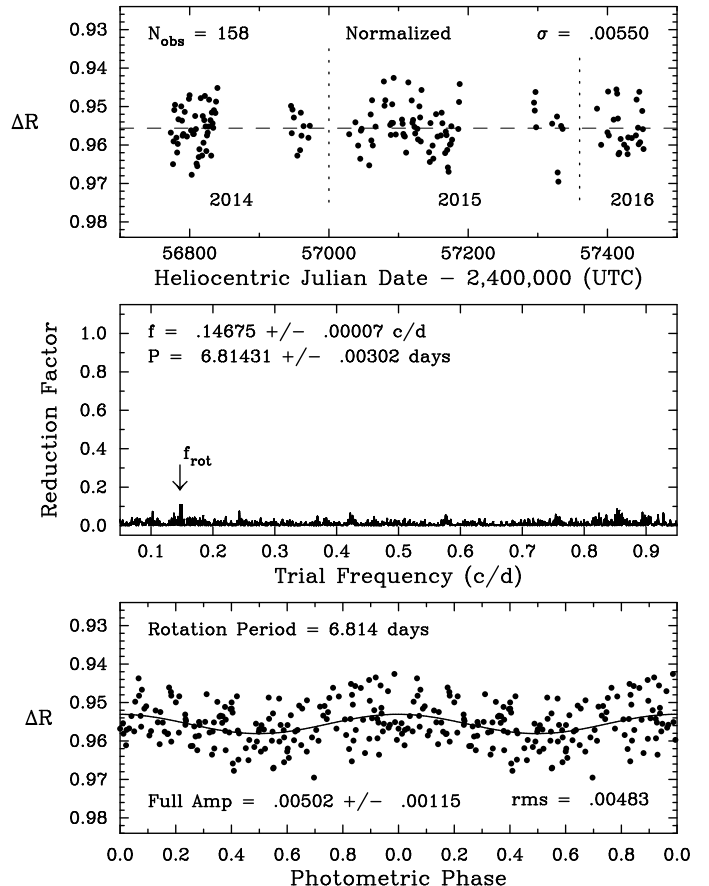 N_obs = 158 Normalized σ = .00550
0.93
0.94
0.95
ΔR 0.96
0.97
0.98
2014 2015 2016
56800 57000 57200 57400
Heliocentric Julian Date − 2,400,000 (UTC)
f = .14675 +/− .00007 c/d
P = 6.81431 +/− .00302 days
f_rot
1.0
0.8
0.6
0.4
0.2
0.0
Reduction Factor
0.1 0.2 0.3 0.4 0.5 0.6 0.7 0.8 0.9
Trial Frequency (c/d)
Rotation Period = 6.814 days
0.93
0.94
0.95
ΔR 0.96
0.97
0.98
Full Amp = .00502 +/− .00115 rms = .00483
0.0 0.2 0.4 0.6 0.8 0.0 0.2 0.4 0.6 0.8 0.0
Photometric Phase